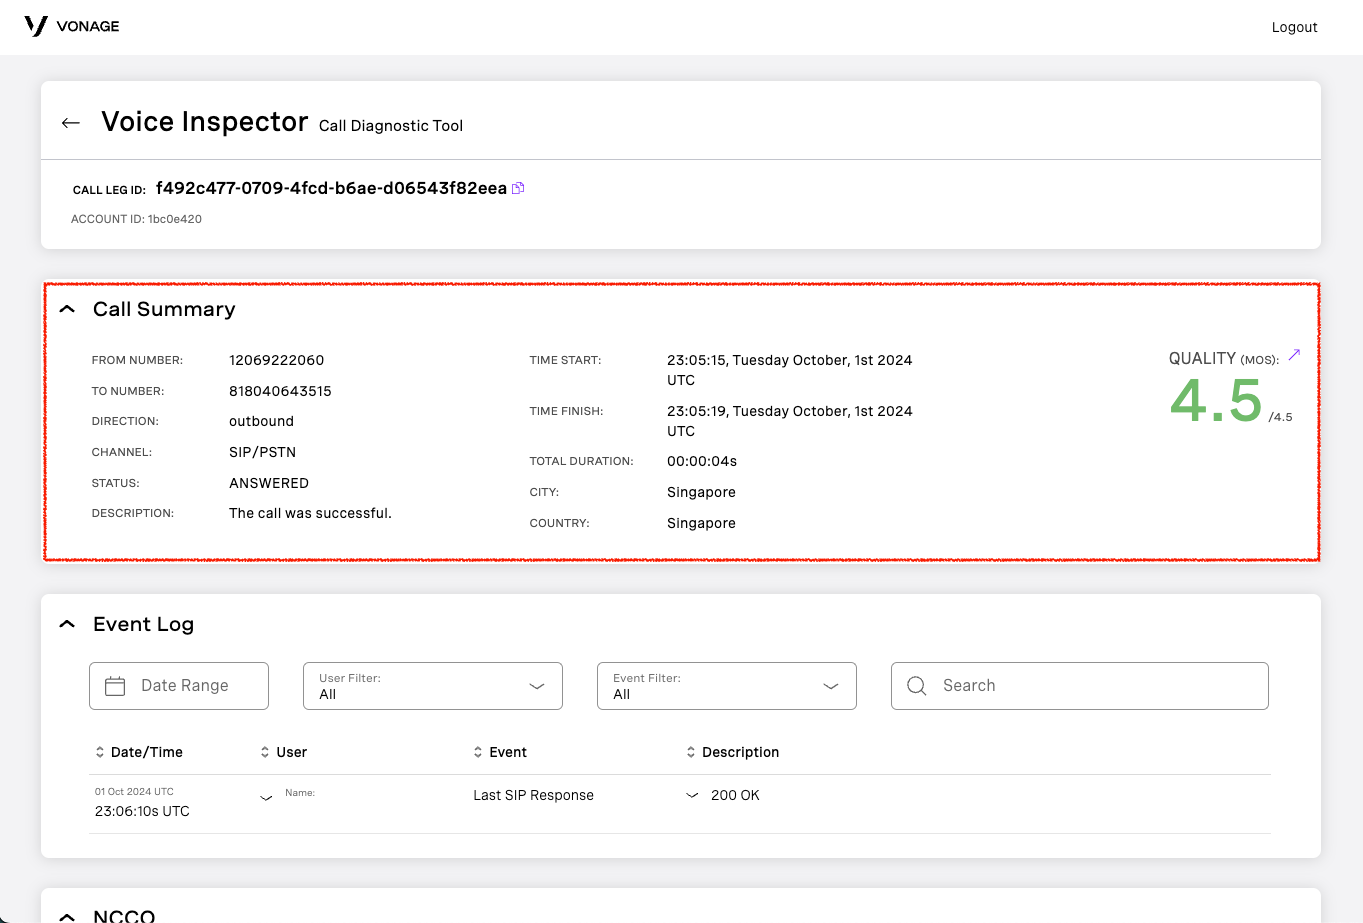 VONAGE
Logout
Voice Inspector Call Diagnostic Tool
CALL LEG ID: f492c477-0709-4fcd-b6ae-d06543f82eea
ACCOUNT ID: 1bc0e420
Call Summary
FROM NUMBER: 12069222060
TO NUMBER: 818040643515
DIRECTION: outbound
CHANNEL: SIP/PSTN
STATUS: ANSWERED
DESCRIPTION: The call was successful.
TIME START: 23:05:15, Tuesday October, 1st 2024
UTC
TIME FINISH: 23:05:19, Tuesday October, 1st 2024
UTC
TOTAL DURATION: 00:00:04s
CITY: Singapore
COUNTRY: Singapore
QUALITY (MOS):
4.5 /4.5
Event Log
Date Range
User Filter:
All
Event Filter:
All
Search
Date/Time User Event Description
01 Oct 2024 UTC
23:06:10s UTC
Name:
Last SIP Response
200 OK
NCCO